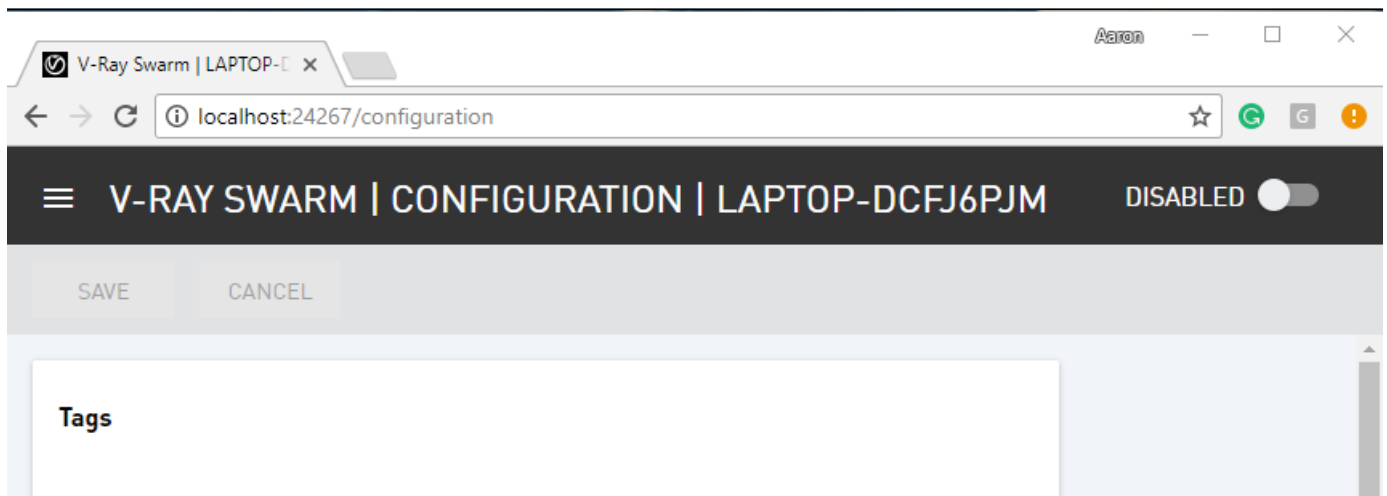 Aaron
V-Ray Swarm | LAPTOP-D
localhost:24267/configuration
G
V-RAY SWARM | CONFIGURATION | LAPTOP-DCFJ6PJM DISABLED
SAVE CANCEL
Tags